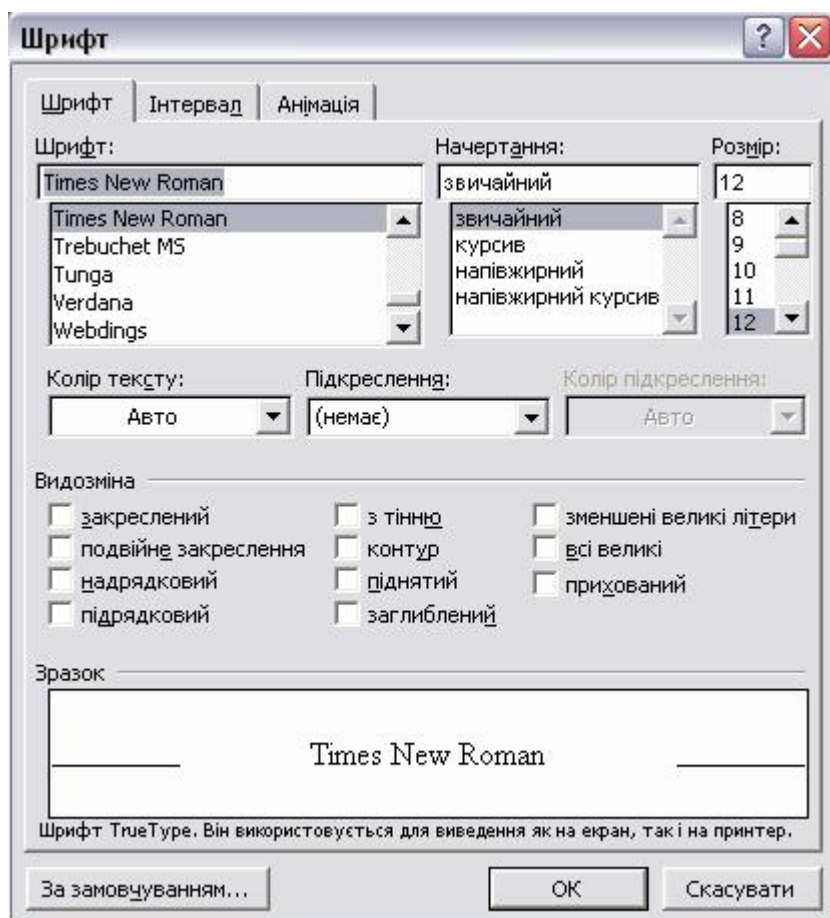 Шрифт
Шрифт Інтервал Анімація
Шрифт: Начертання: Розмір:
Times New Roman звичайний 12
Times New Roman звичайний 8
Trebuchet MS курсив 9
Tunga напівжирний 10
Verdana напівжирний курсив 11
Webdings 12
Колір тексту: Підкреслення: Колір підкреслення:
Авто (немає) Авто
Видозміна
закреслений з тінню зменшені великі літери
подвійне закреслення контур всі великі
надрядковий піднятий прихований
підрядковий заглиблений
Зразок
Times New Roman
Шрифт TrueType. Він використовується для виведення як на екран, так і на принтер.
За замовчуванням... ОК Скасувати